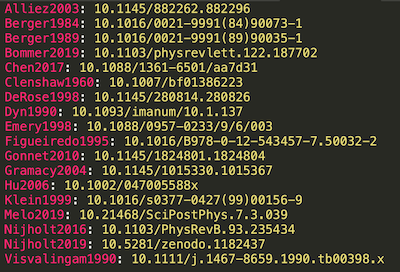 Alliez2003: 10.1145/882262.882296
Berger1984: 10.1016/0021-9991(84)90073-1
Berger1989: 10.1016/0021-9991(89)90035-1
Bommer2019: 10.1103/physrevlett.122.187702
Chen2017: 10.1088/1361-6501/aa7d31
Clenshaw1960: 10.1007/bf01386223
DeRose1998: 10.1145/280814.280826
Dyn1990: 10.1093/imanum/10.1.137
Emery1998: 10.1088/0957-0233/9/6/003
Figueiredo1995: 10.1016/B978-0-12-543457-7.50032-2
Gonnet2010: 10.1145/1824801.1824804
Gramacy2004: 10.1145/1015330.1015367
Hu2006: 10.1002/047005588x
Klein1999: 10.1016/s0377-0427(99)00156-9
Melo2019: 10.21468/SciPostPhys.7.3.039
Nijholt2016: 10.1103/PhysRevB.93.235434
Nijholt2019: 10.5281/zenodo.1182437
Visvalingam1990: 10.1111/j.1467-8659.1990.tb00398.x